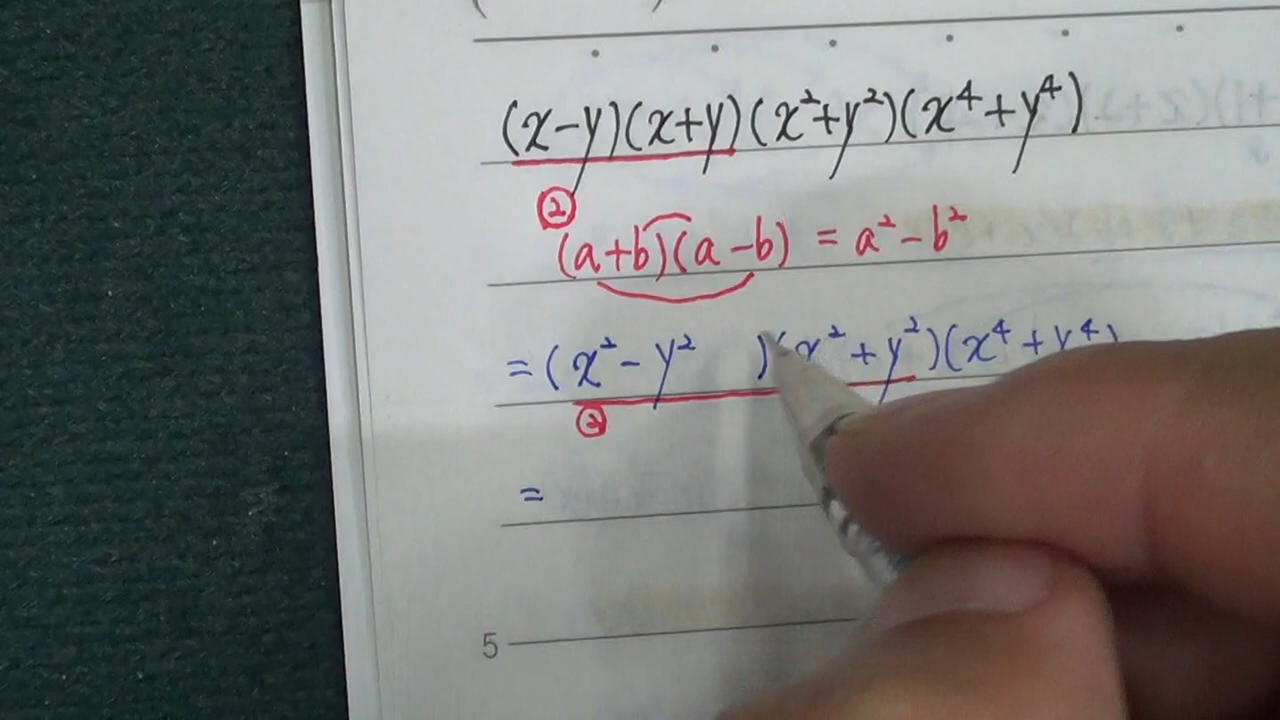 (x-y)(x+y)(x²+y²)(x⁴+y⁴)
②
(a+b)(a-b) = a²-b²
= (x²-y² )(x²+y²)(x⁴+y⁴)
②
=
5